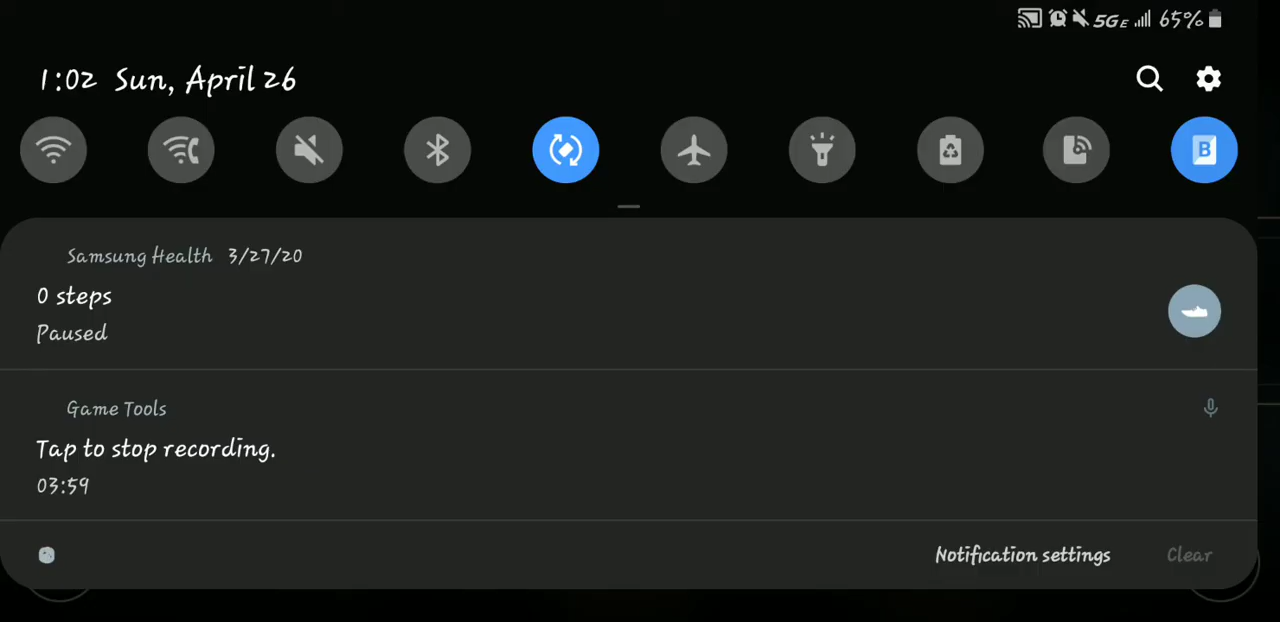 5GE 65%
1:02 Sun, April 26
B
Samsung Health 3/27/20
0 steps
Paused
Game Tools
Tap to stop recording.
03:59
Notification settings Clear